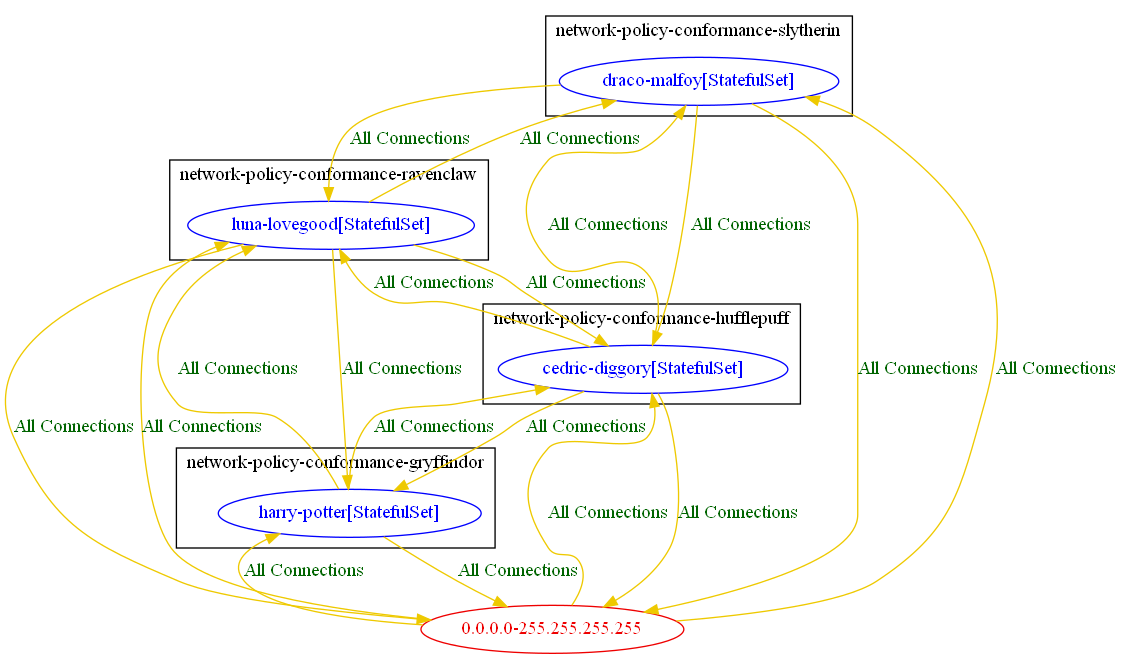 network-policy-conformance-slytherin
draco-malfoy[StatefulSet]
All Connections
All Connections
network-policy-conformance-ravenclaw
luna-lovegood[StatefulSet]
All Connections
All Connections
All Connections
All Connections
network-policy-conformance-hufflepuff
cedric-diggory[StatefulSet]
All Connections
All Connections
All Connections
All Connections
All Connections
All Connections
All Connections
All Connections
network-policy-conformance-gryffindor
harry-potter[StatefulSet]
All Connections
All Connections
All Connections
All Connections
0.0.0.0-255.255.255.255